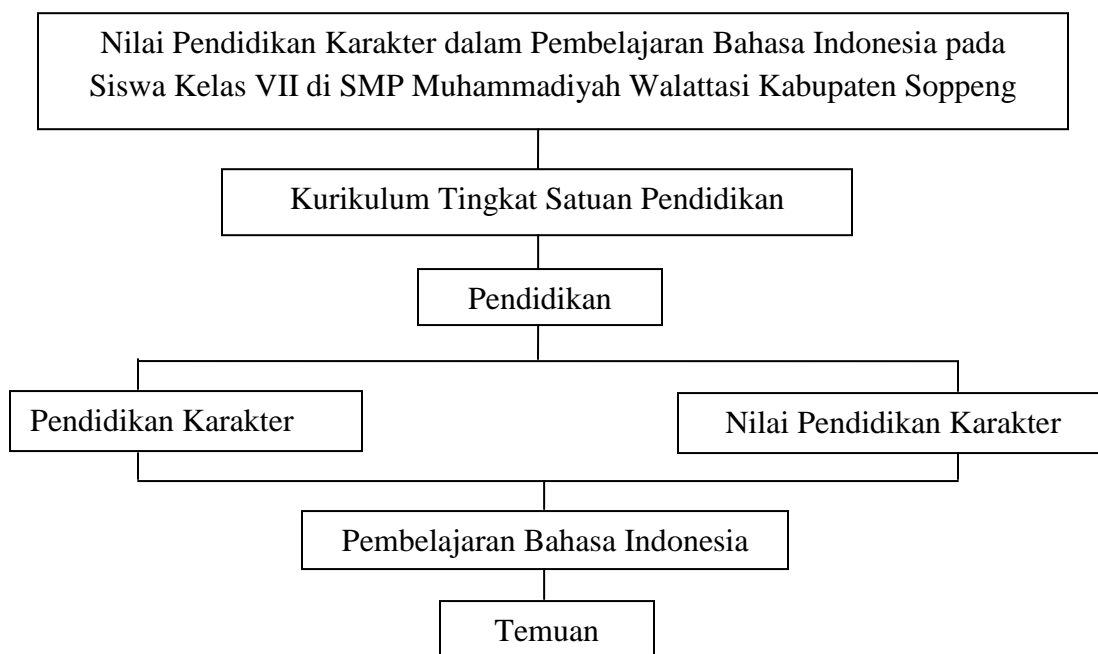 Nilai Pendidikan Karakter dalam Pembelajaran Bahasa Indonesia pada
Siswa Kelas VII di SMP Muhammadiyah Walattasi Kabupaten Soppeng
Kurikulum Tingkat Satuan Pendidikan
Pendidikan
Pendidikan Karakter
Nilai Pendidikan Karakter
Pembelajaran Bahasa Indonesia
Temuan